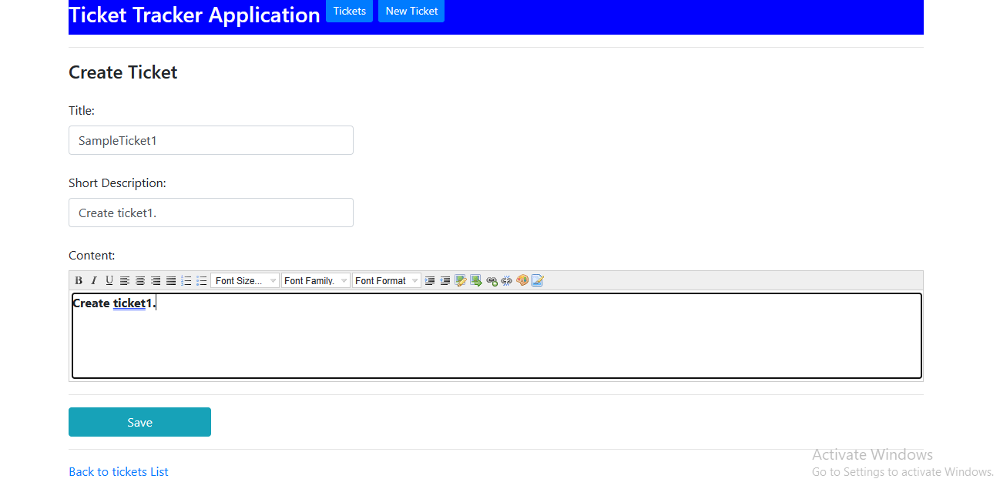 Ticket Tracker Application Tickets New Ticket
Create Ticket
Title:
SampleTicket1
Short Description:
Create ticket1.
Content:
B I U Font Size... Font Family. Font Format
Create ticket1.
Save
Back to tickets List
Activate Windows
Go to Settings to activate Windows.